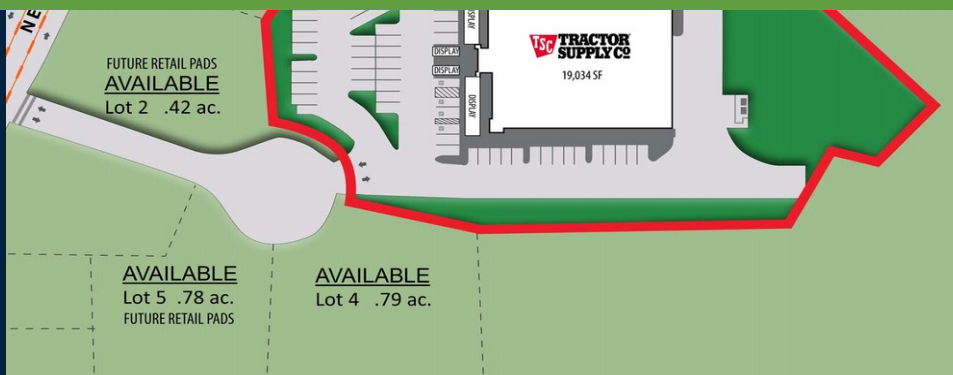 NE
FUTURE RETAIL PADS
AVAILABLE
Lot 2 .42 ac.
DISPLAY
DISPLAY
DISPLAY
DISPLAY
TSC TRACTOR
SUPPLY CO
19,034 SF
AVAILABLE
Lot 5 .78 ac.
FUTURE RETAIL PADS
AVAILABLE
Lot 4 .79 ac.